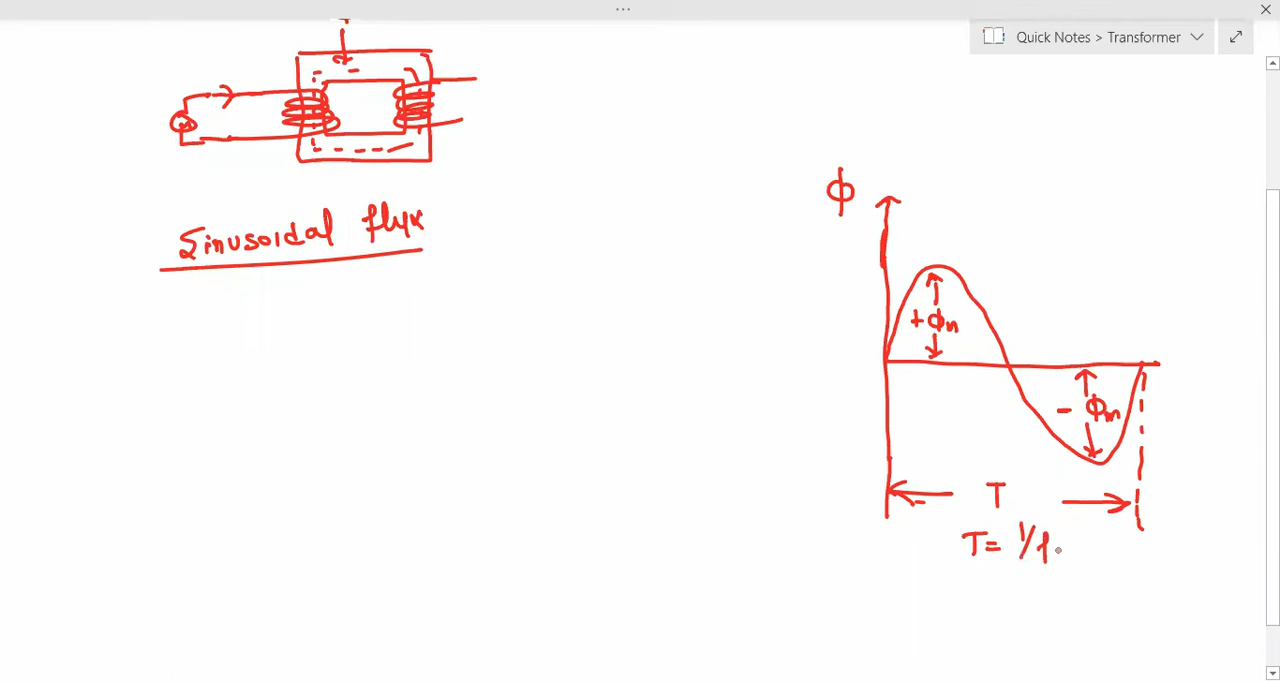 Quick Notes > Transformer
Sinusoidal flux
ϕ
+ϕm
- ϕm
T
T= 1/f